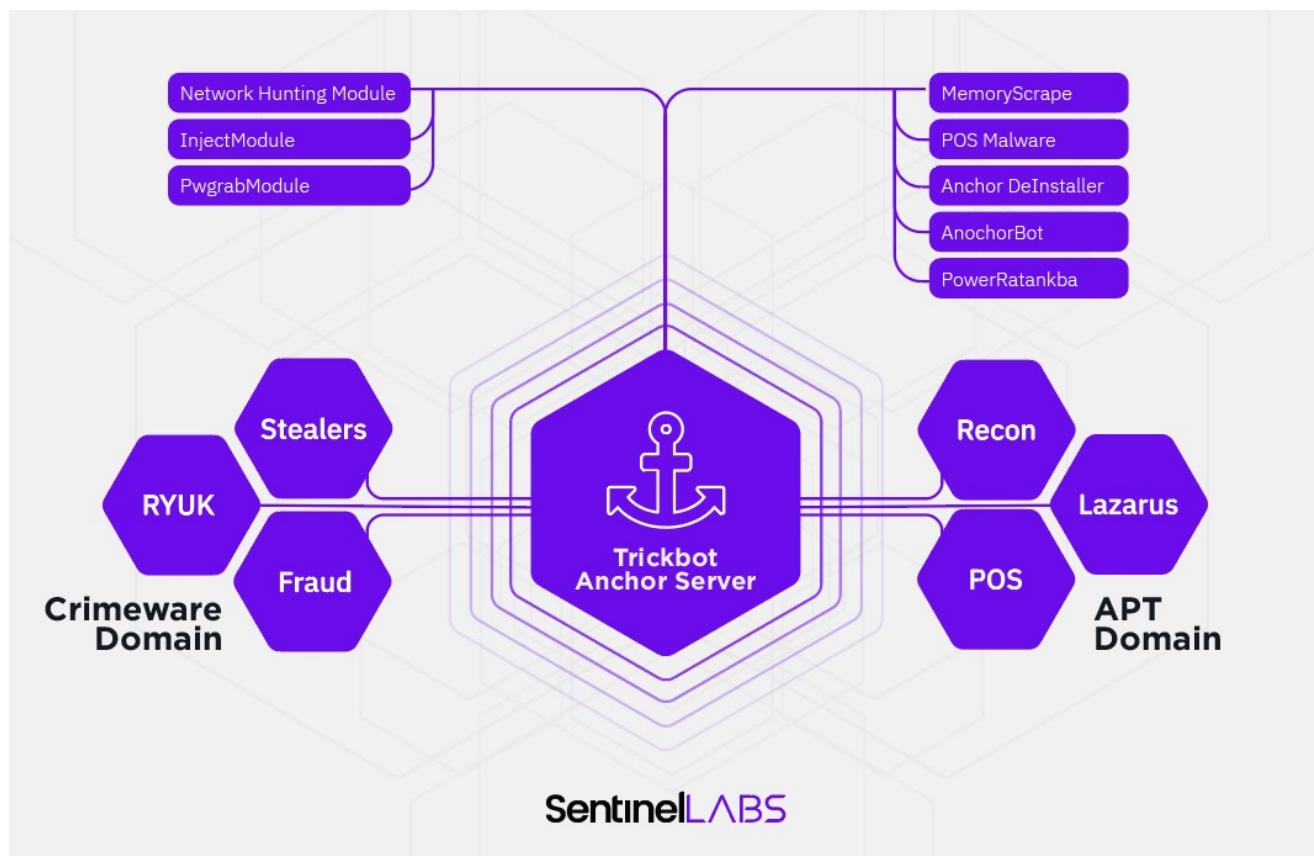 Network Hunting Module
InjectModule
PwgrabModule
MemoryScrape
POS Malware
Anchor DeInstaller
AnochorBot
PowerRatankba
Stealers
RYUK
Fraud
Crimeware
Domain
Trickbot
Anchor Server
Recon
Lazarus
POS
APT
Domain
SentinelLABS